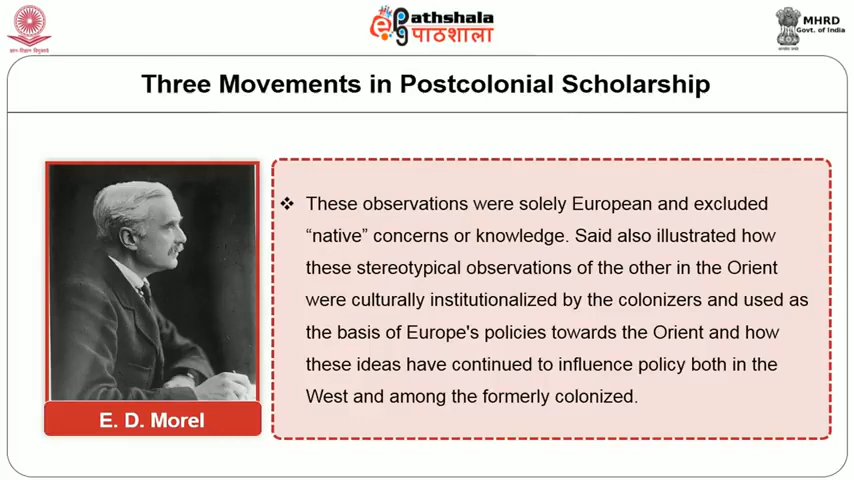 ePathshala
पाठशाला
MHRD
Govt. of India
Three Movements in Postcolonial Scholarship
❖ These observations were solely European and excluded
“native” concerns or knowledge. Said also illustrated how
these stereotypical observations of the other in the Orient
were culturally institutionalized by the colonizers and used as
the basis of Europe's policies towards the Orient and how
these ideas have continued to influence policy both in the
West and among the formerly colonized.
E. D. Morel